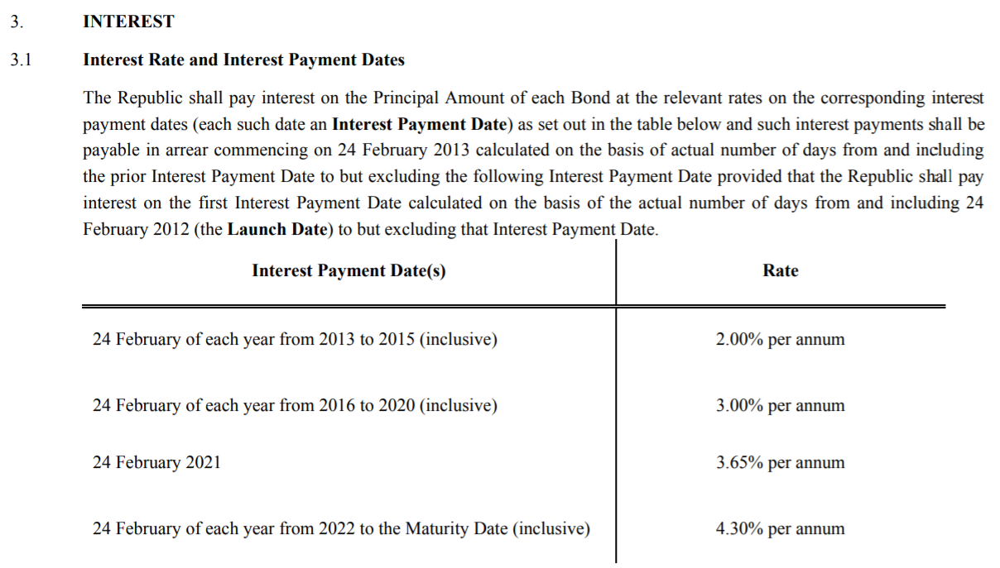 3. INTEREST
3.1 Interest Rate and Interest Payment Dates
The Republic shall pay interest on the Principal Amount of each Bond at the relevant rates on the corresponding interest
payment dates (each such date an Interest Payment Date) as set out in the table below and such interest payments shall be
payable in arrear commencing on 24 February 2013 calculated on the basis of actual number of days from and including
the prior Interest Payment Date to but excluding the following Interest Payment Date provided that the Republic shall pay
interest on the first Interest Payment Date calculated on the basis of the actual number of days from and including 24
February 2012 (the Launch Date) to but excluding that Interest Payment Date.
Interest Payment Date(s) Rate
24 February of each year from 2013 to 2015 (inclusive) 2.00% per annum
24 February of each year from 2016 to 2020 (inclusive) 3.00% per annum
24 February 2021 3.65% per annum
24 February of each year from 2022 to the Maturity Date (inclusive) 4.30% per annum